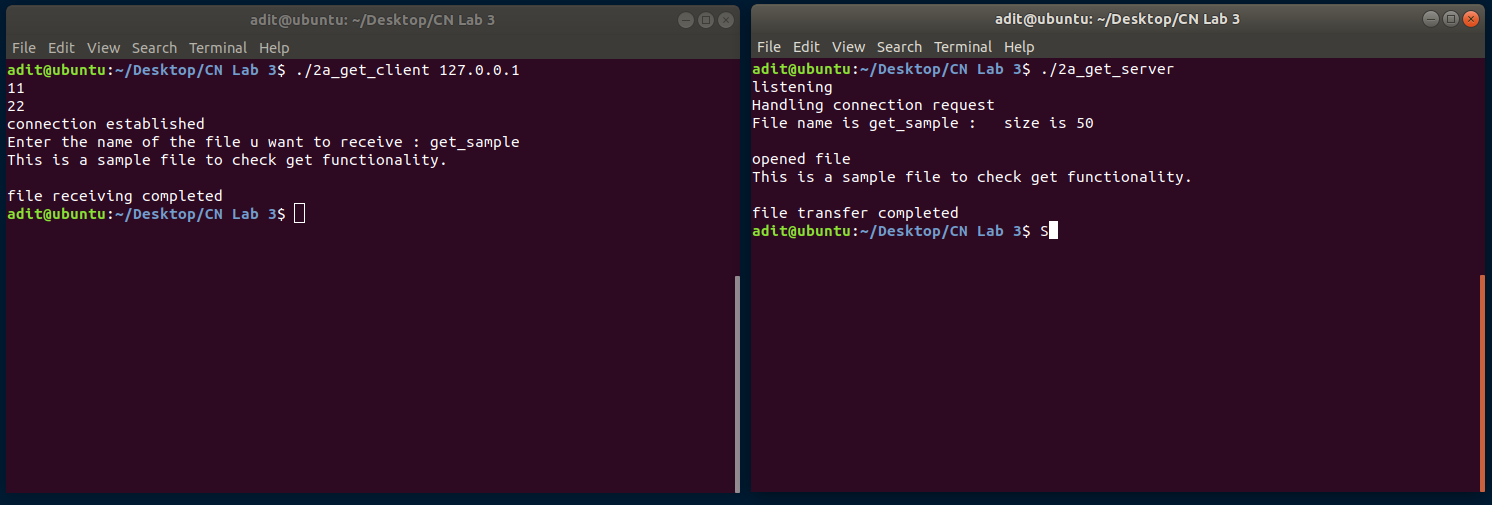 adit@ubuntu: ~/Desktop/CN Lab 3
File Edit View Search Terminal Help
adit@ubuntu:~/Desktop/CN Lab 3$ ./2a_get_client 127.0.0.1
11
22
connection established
Enter the name of the file u want to receive : get_sample
This is a sample file to check get functionality.
file receiving completed
adit@ubuntu:~/Desktop/CN Lab 3$
adit@ubuntu: ~/Desktop/CN Lab 3
File Edit View Search Terminal Help
adit@ubuntu:~/Desktop/CN Lab 3$ ./2a_get_server
listening
Handling connection request
File name is get_sample :   size is 50
opened file
This is a sample file to check get functionality.
file transfer completed
adit@ubuntu:~/Desktop/CN Lab 3$ S